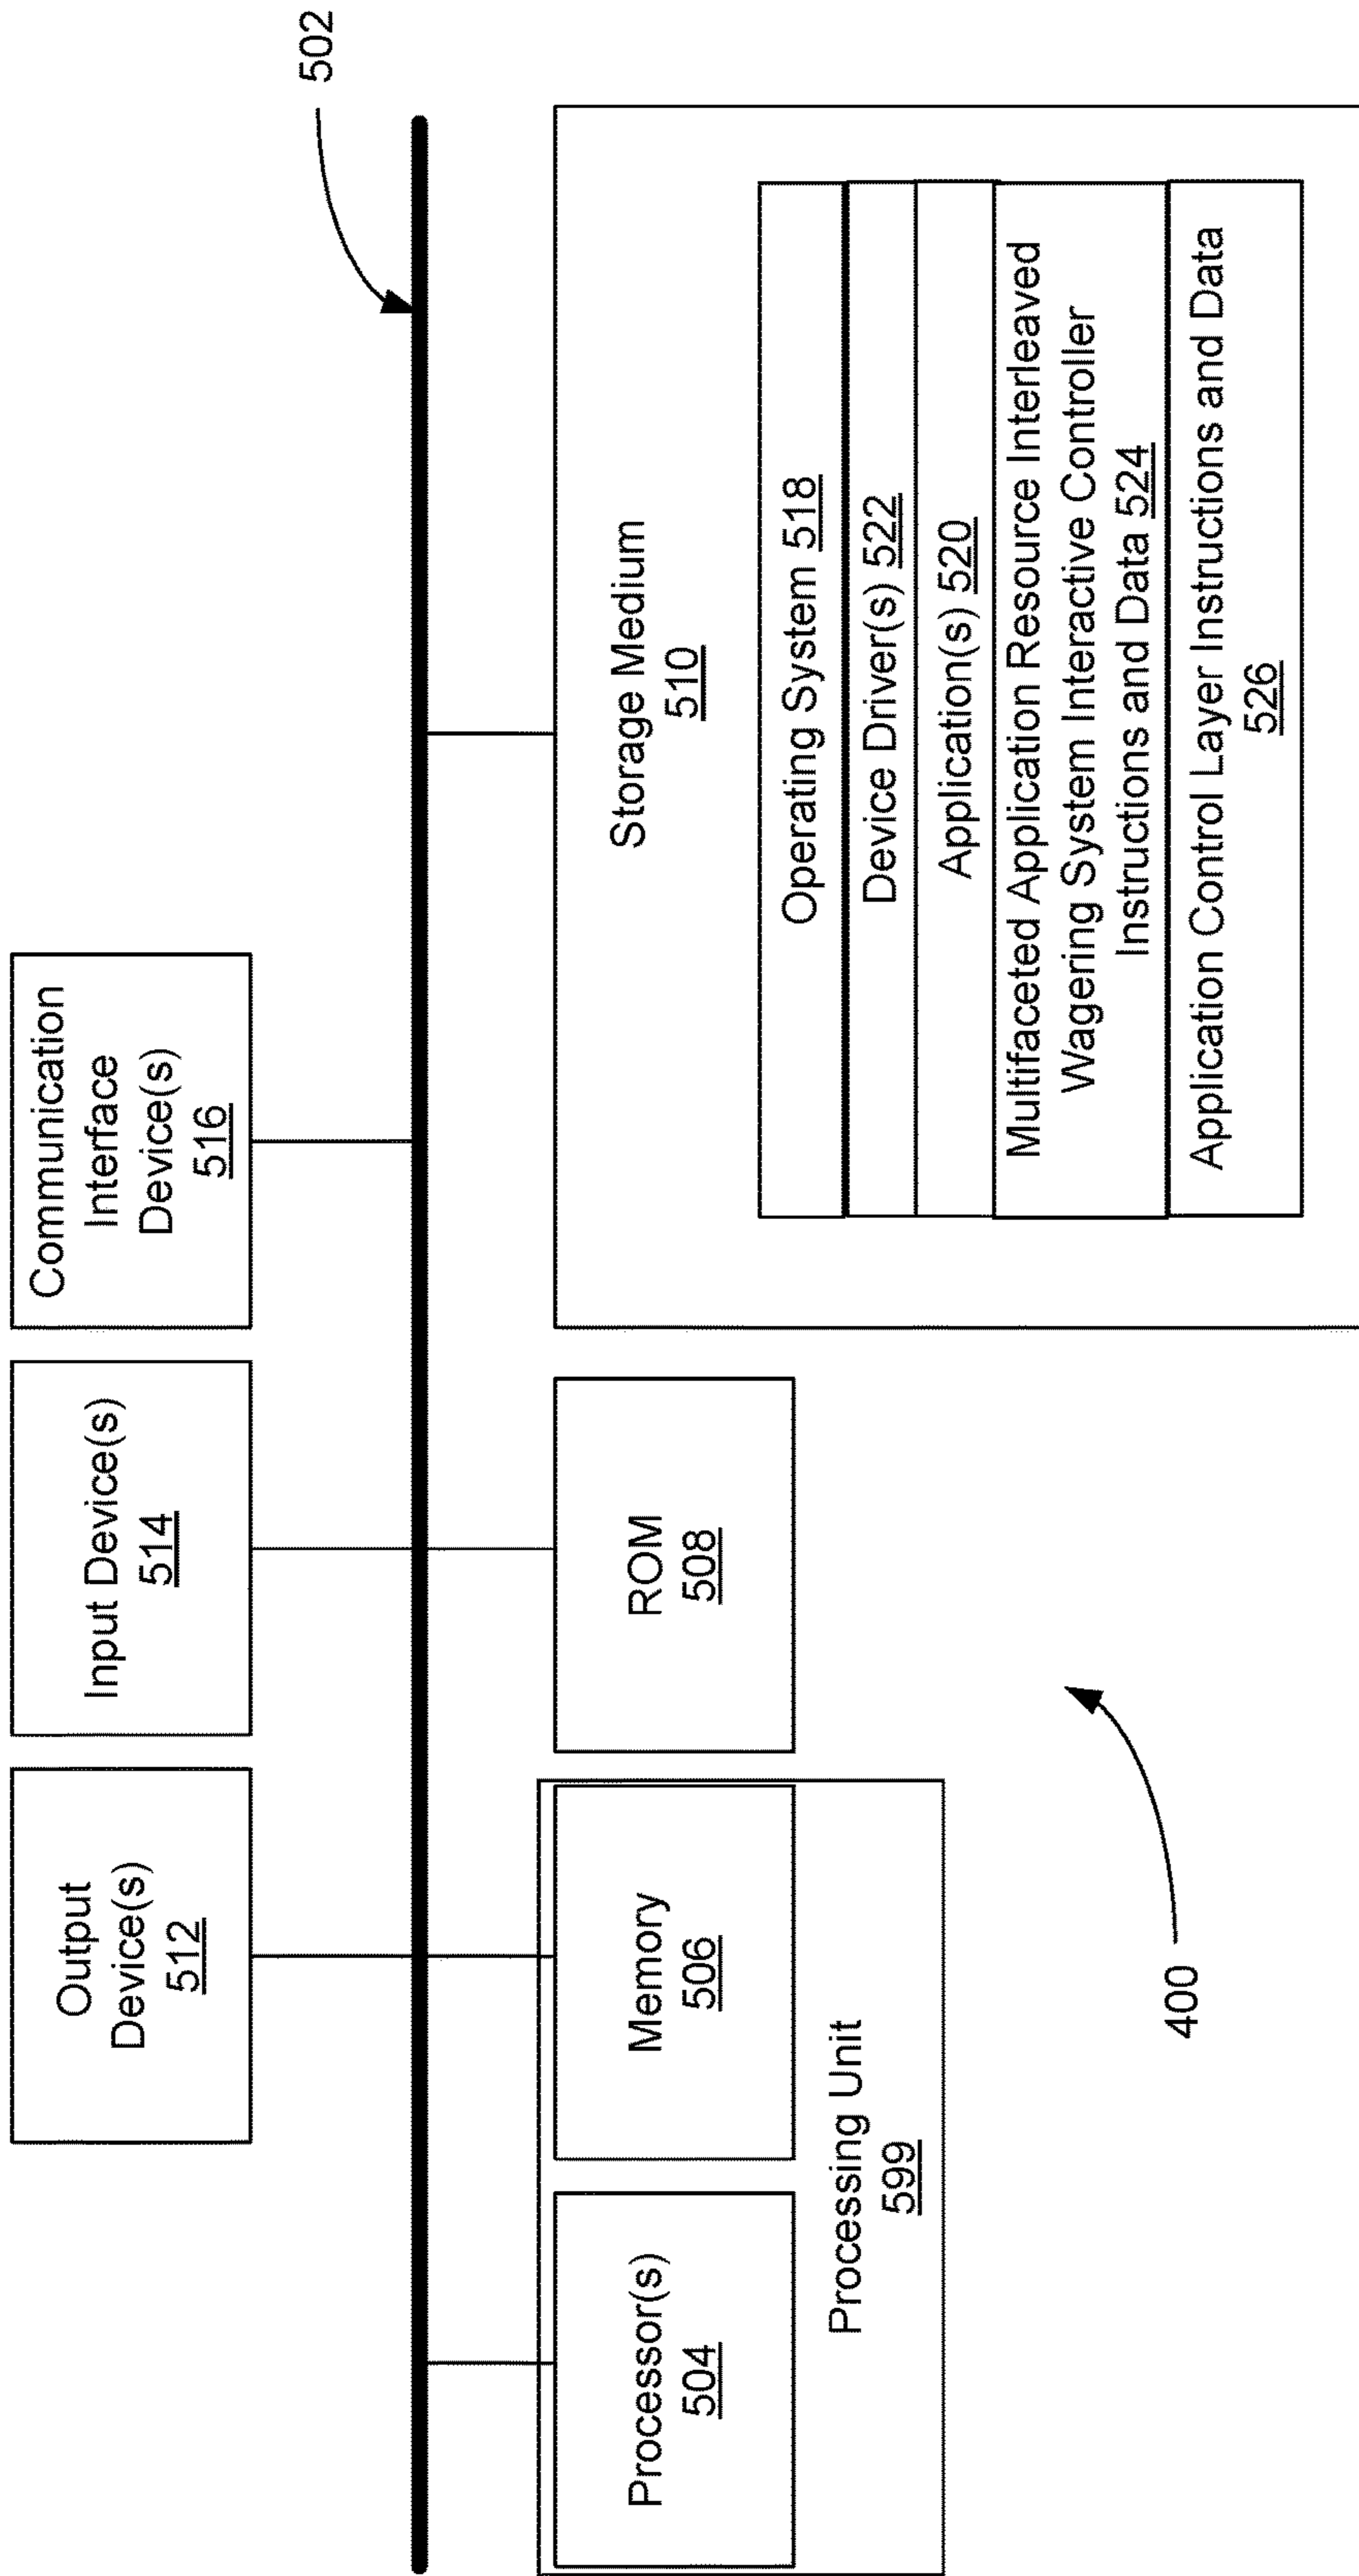 502
Output
Device(s)
512
Input Device(s)
514
Communication
Interface
Device(s)
516
Processor(s)
504
Memory
506
Processing Unit
599
ROM
508
Storage Medium
510
Operating System 518
Device Driver(s) 522
Application(s) 520
Multifaceted Application Resource Interleaved
Wagering System Interactive Controller
Instructions and Data 524
Application Control Layer Instructions and Data
526
400